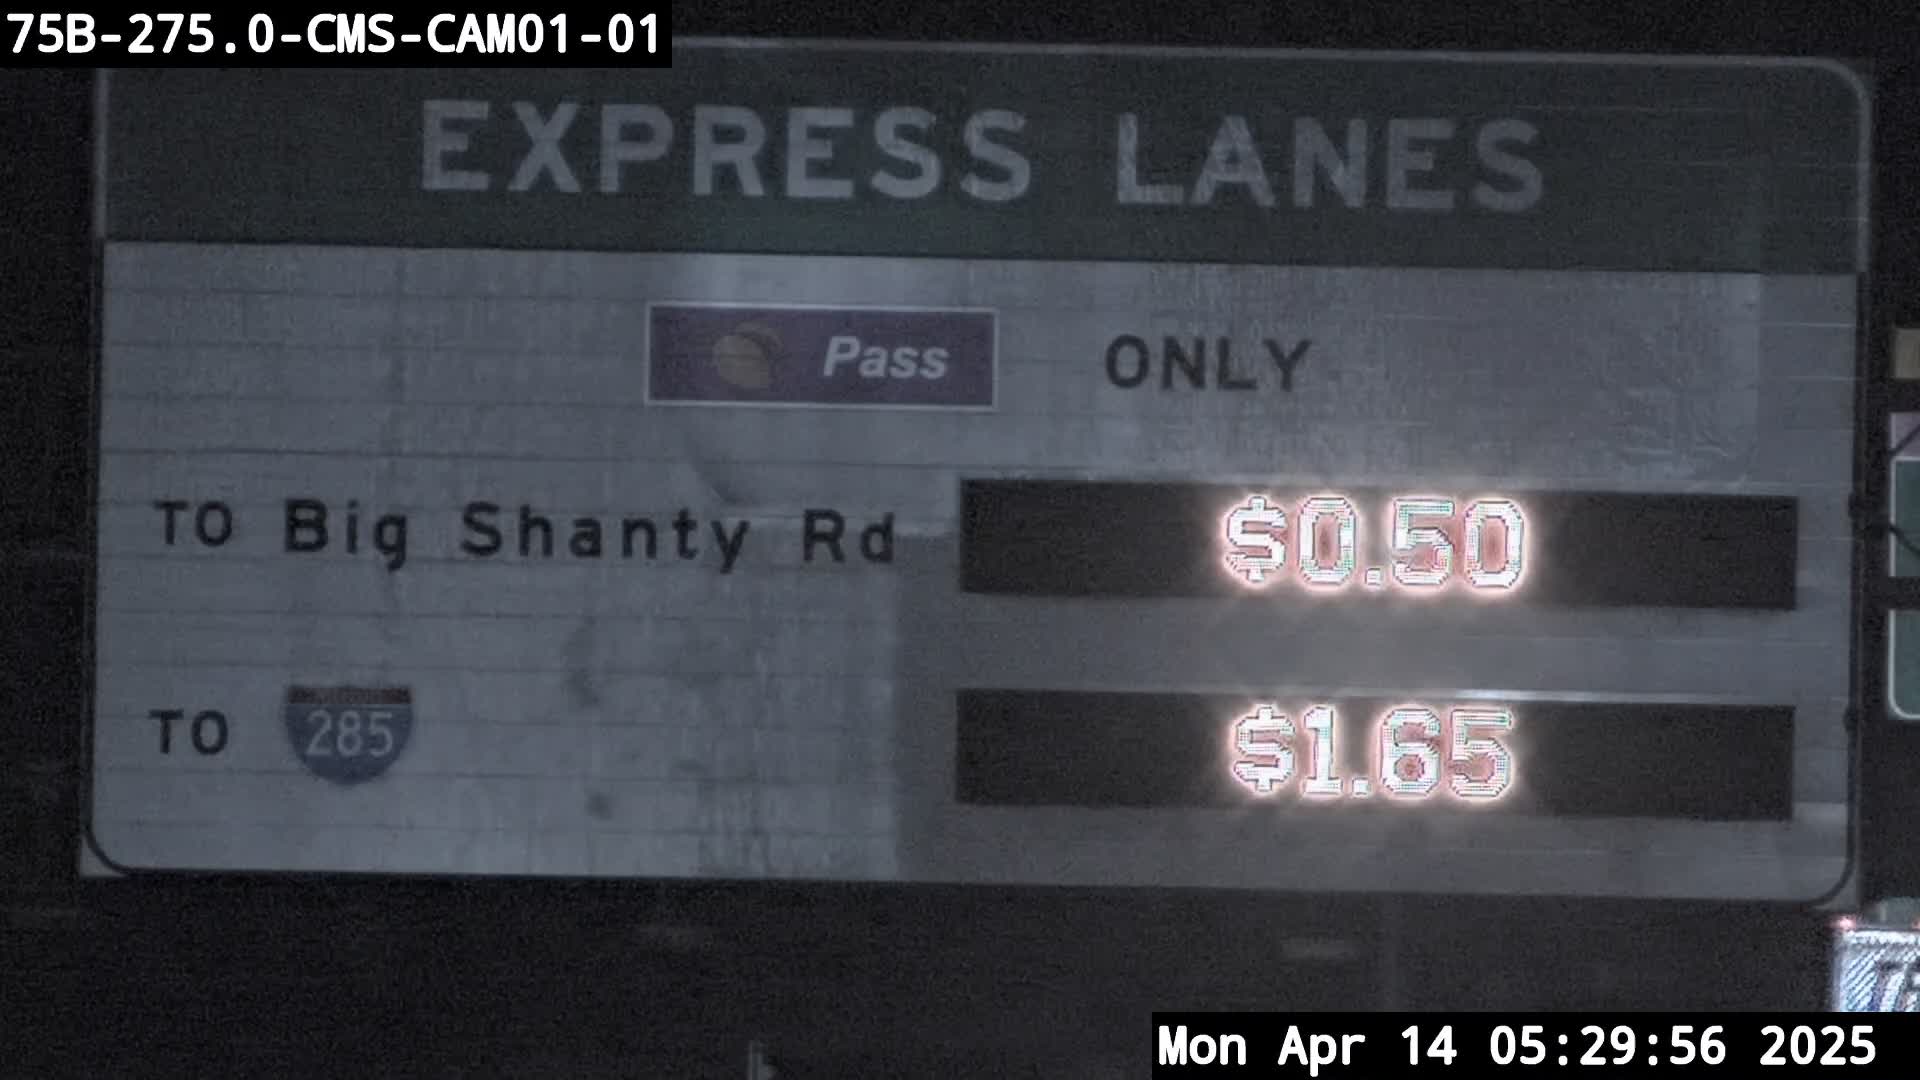 75B-275.0-CMS-CAM01-01
EXPRESS LANES
Pass ONLY
TO Big Shanty Rd $0.50
TO 285 $1.65
Mon Apr 14 05:29:56 2025